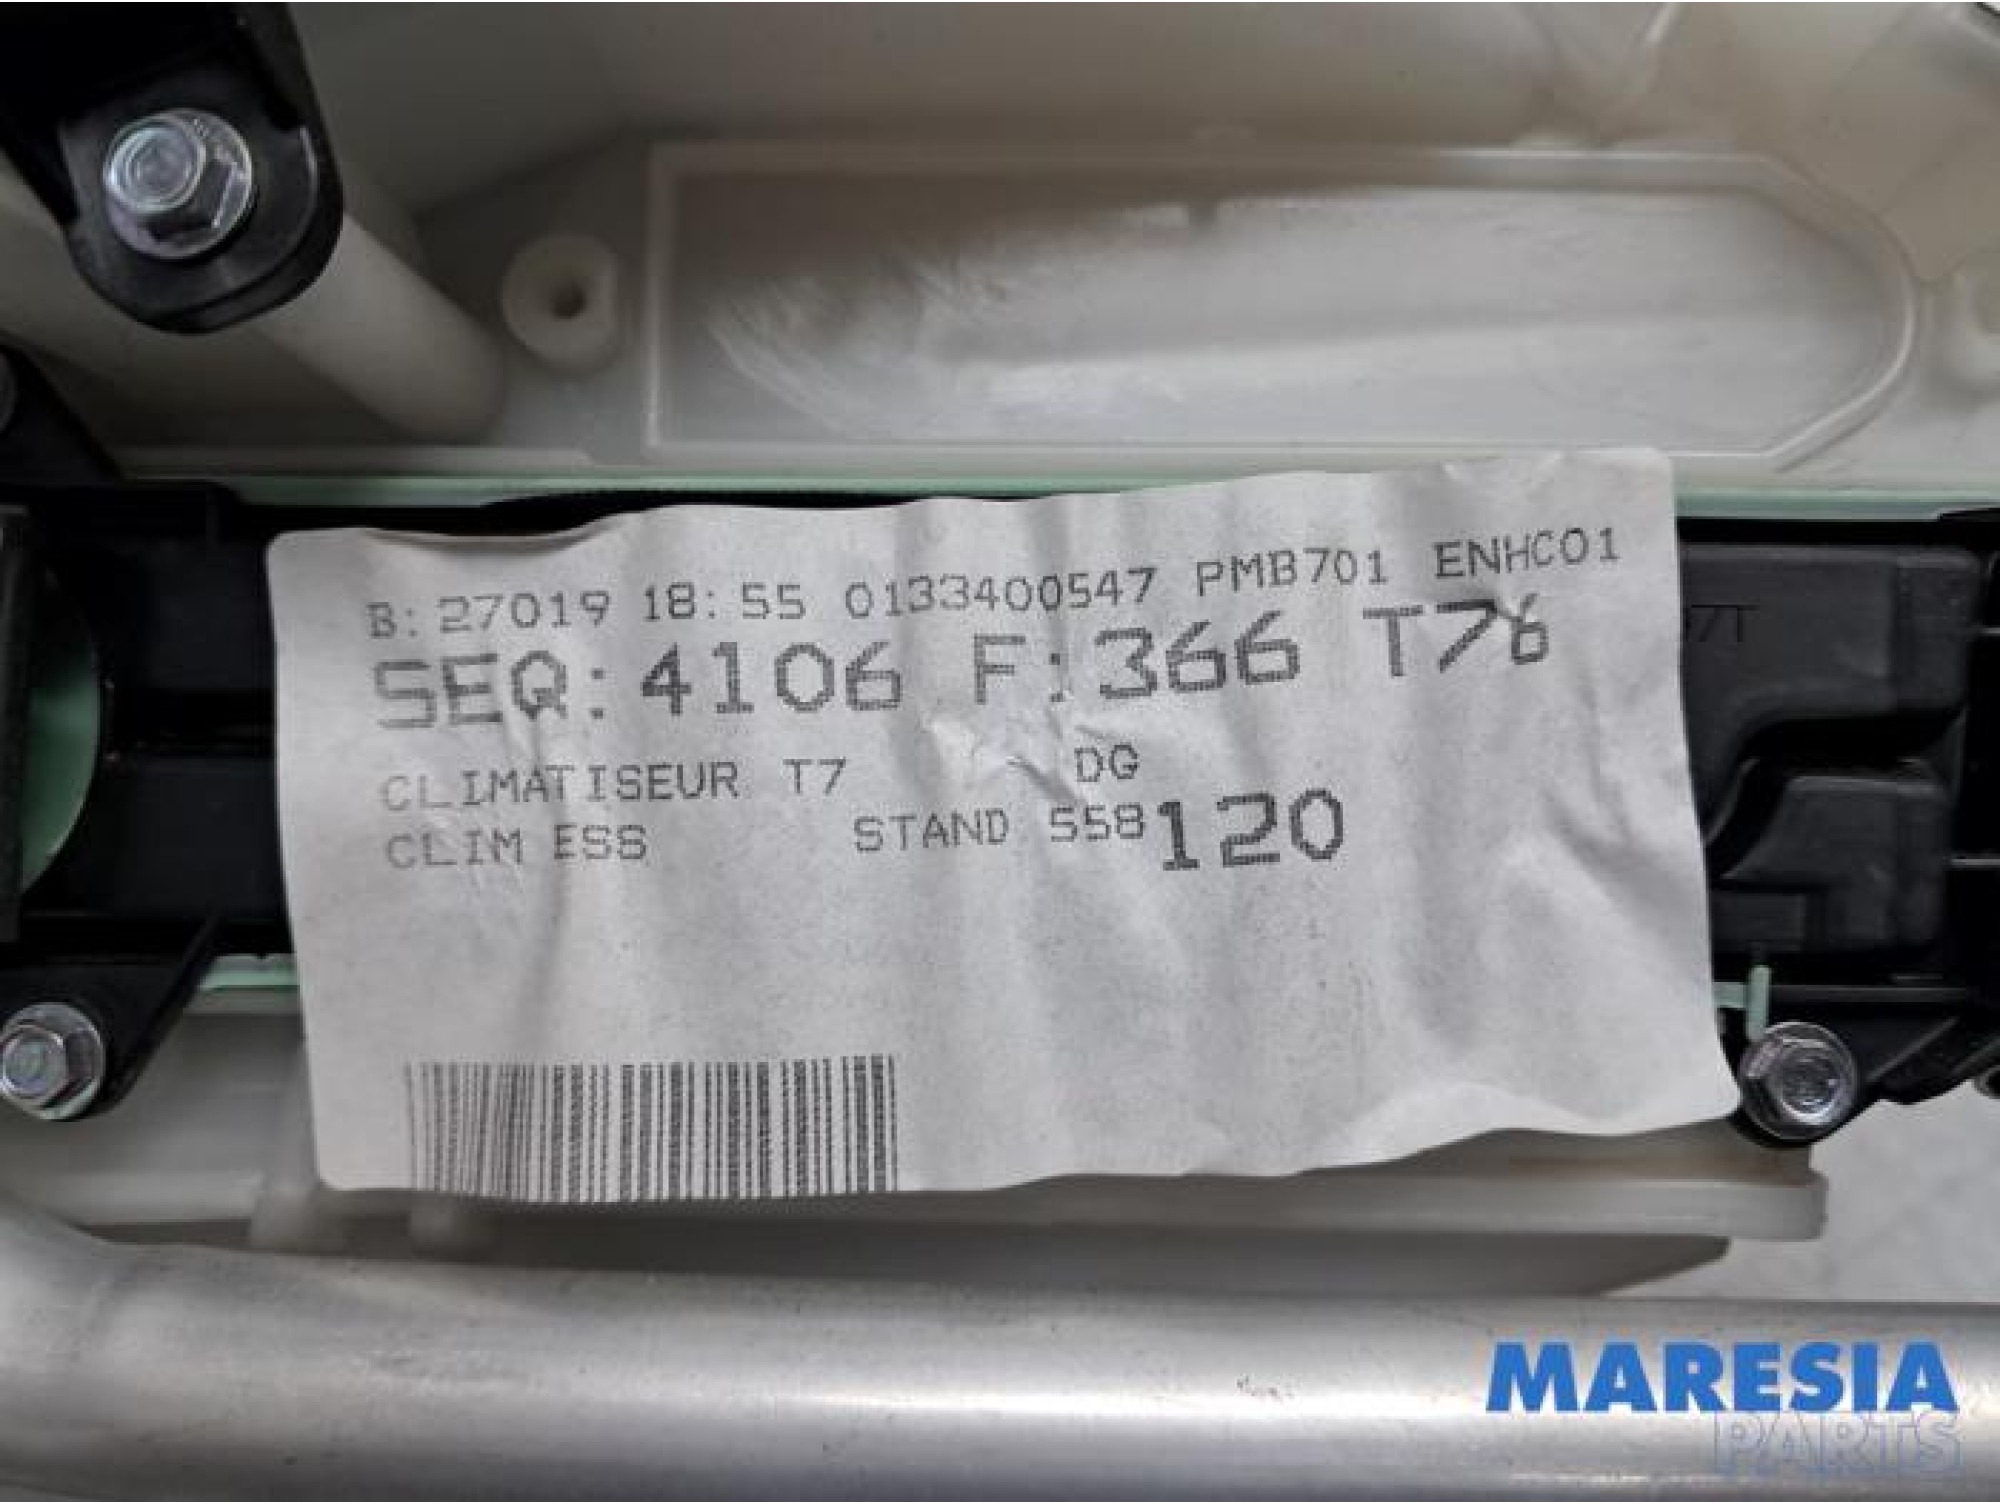 B: 27019 18:55 0133400547 PMB701 ENHC01
SEQ: 4106 F:366 T76
CLIMATISEUR T7 DG
CLIM ESS STAND 558 120
MARESIA
PARTS